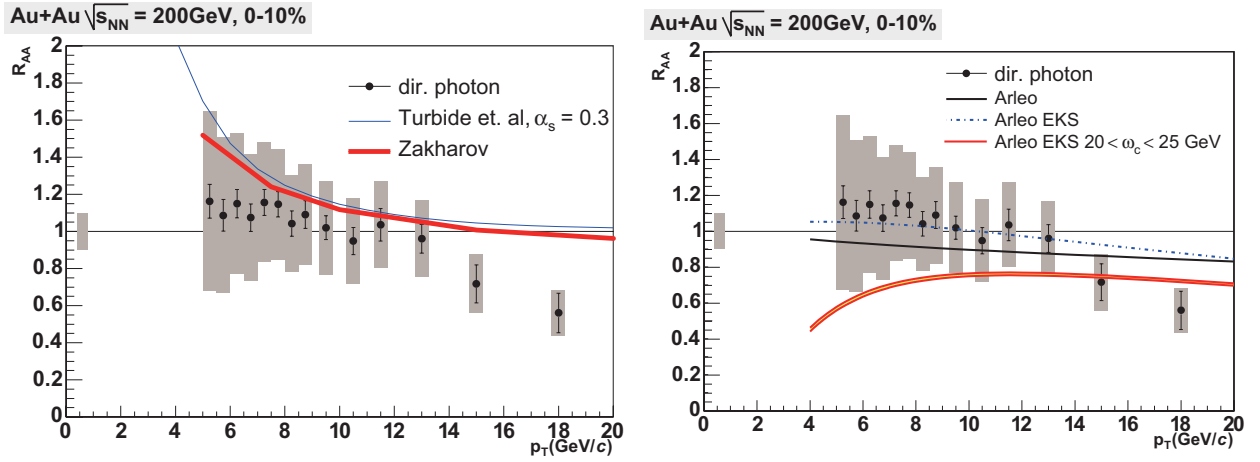 Au+Au √sNN = 200GeV, 0-10%
RAA
2
1.8
1.6
1.4
1.2
1
0.8
0.6
0.4
0.2
0
dir. photon
Turbide et. al, αs = 0.3
Zakharov
0 2 4 6 8 10 12 14 16 18 20
pT(GeV/c)
Au+Au √sNN = 200GeV, 0-10%
RAA
2
1.8
1.6
1.4
1.2
1
0.8
0.6
0.4
0.2
0
dir. photon
Arleo
Arleo EKS
Arleo EKS 20 < ωc < 25 GeV
0 2 4 6 8 10 12 14 16 18 20
pT(GeV/c)